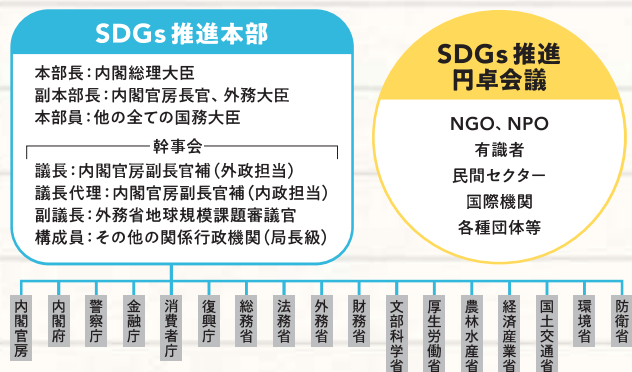 SDGs推進本部
本部長：内閣総理大臣
副本部長：内閣官房長官、外務大臣
本部員：他の全ての国務大臣
幹事会
議長：内閣官房副長官補（外政担当）
議長代理：内閣官房副長官補（内政担当）
副議長：外務省地球規模課題審議官
構成員：その他の関係行政機関（局長級）
SDGs推進
円卓会議
NGO、NPO
有識者
民間セクター
国際機関
各種団体等
内閣官房
内閣府
警察庁
金融庁
消費者庁
復興庁
総務省
法務省
外務省
財務省
文部科学省
厚生労働省
農林水産省
経済産業省
国土交通省
環境省
防衛省